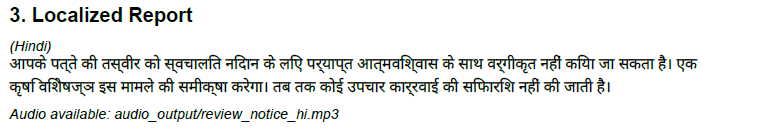 3. Localized Report
(Hindi)
आपके पत्ते की तस्वीर को स्वचालित निदान के लिए पर्याप्त आत्मविश्वास के साथ वर्गीकृत नहीं किया जा सकता है। एक
कृषि विशेषज्ञ इस मामले की समीक्षा करेगा। तब तक कोई उपचार कार्रवाई की सिफारिश नहीं की जाती है।
Audio available: audio_output/review_notice_hi.mp3